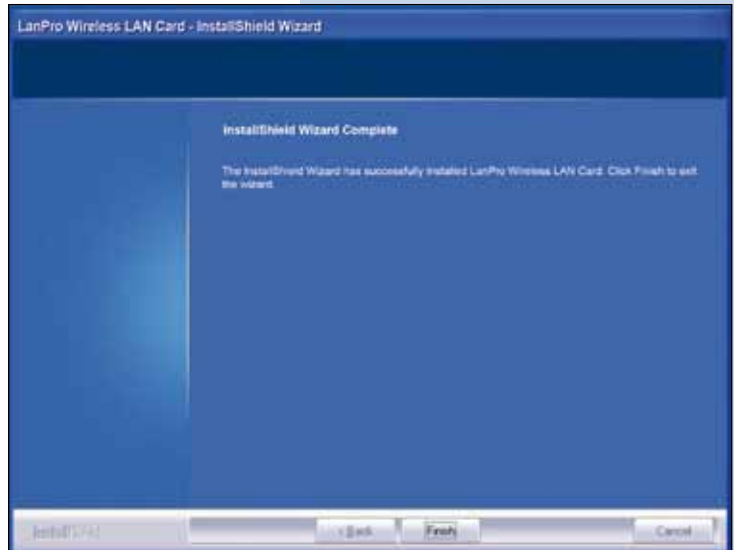 LanPro Wireless LAN Card - InstallShield Wizard
InstallShield Wizard Complete
The InstallShield Wizard has successfully installed LanPro Wireless LAN Card. Click Finish to exit
the wizard.
InstallShield
< Back
Finish
Cancel